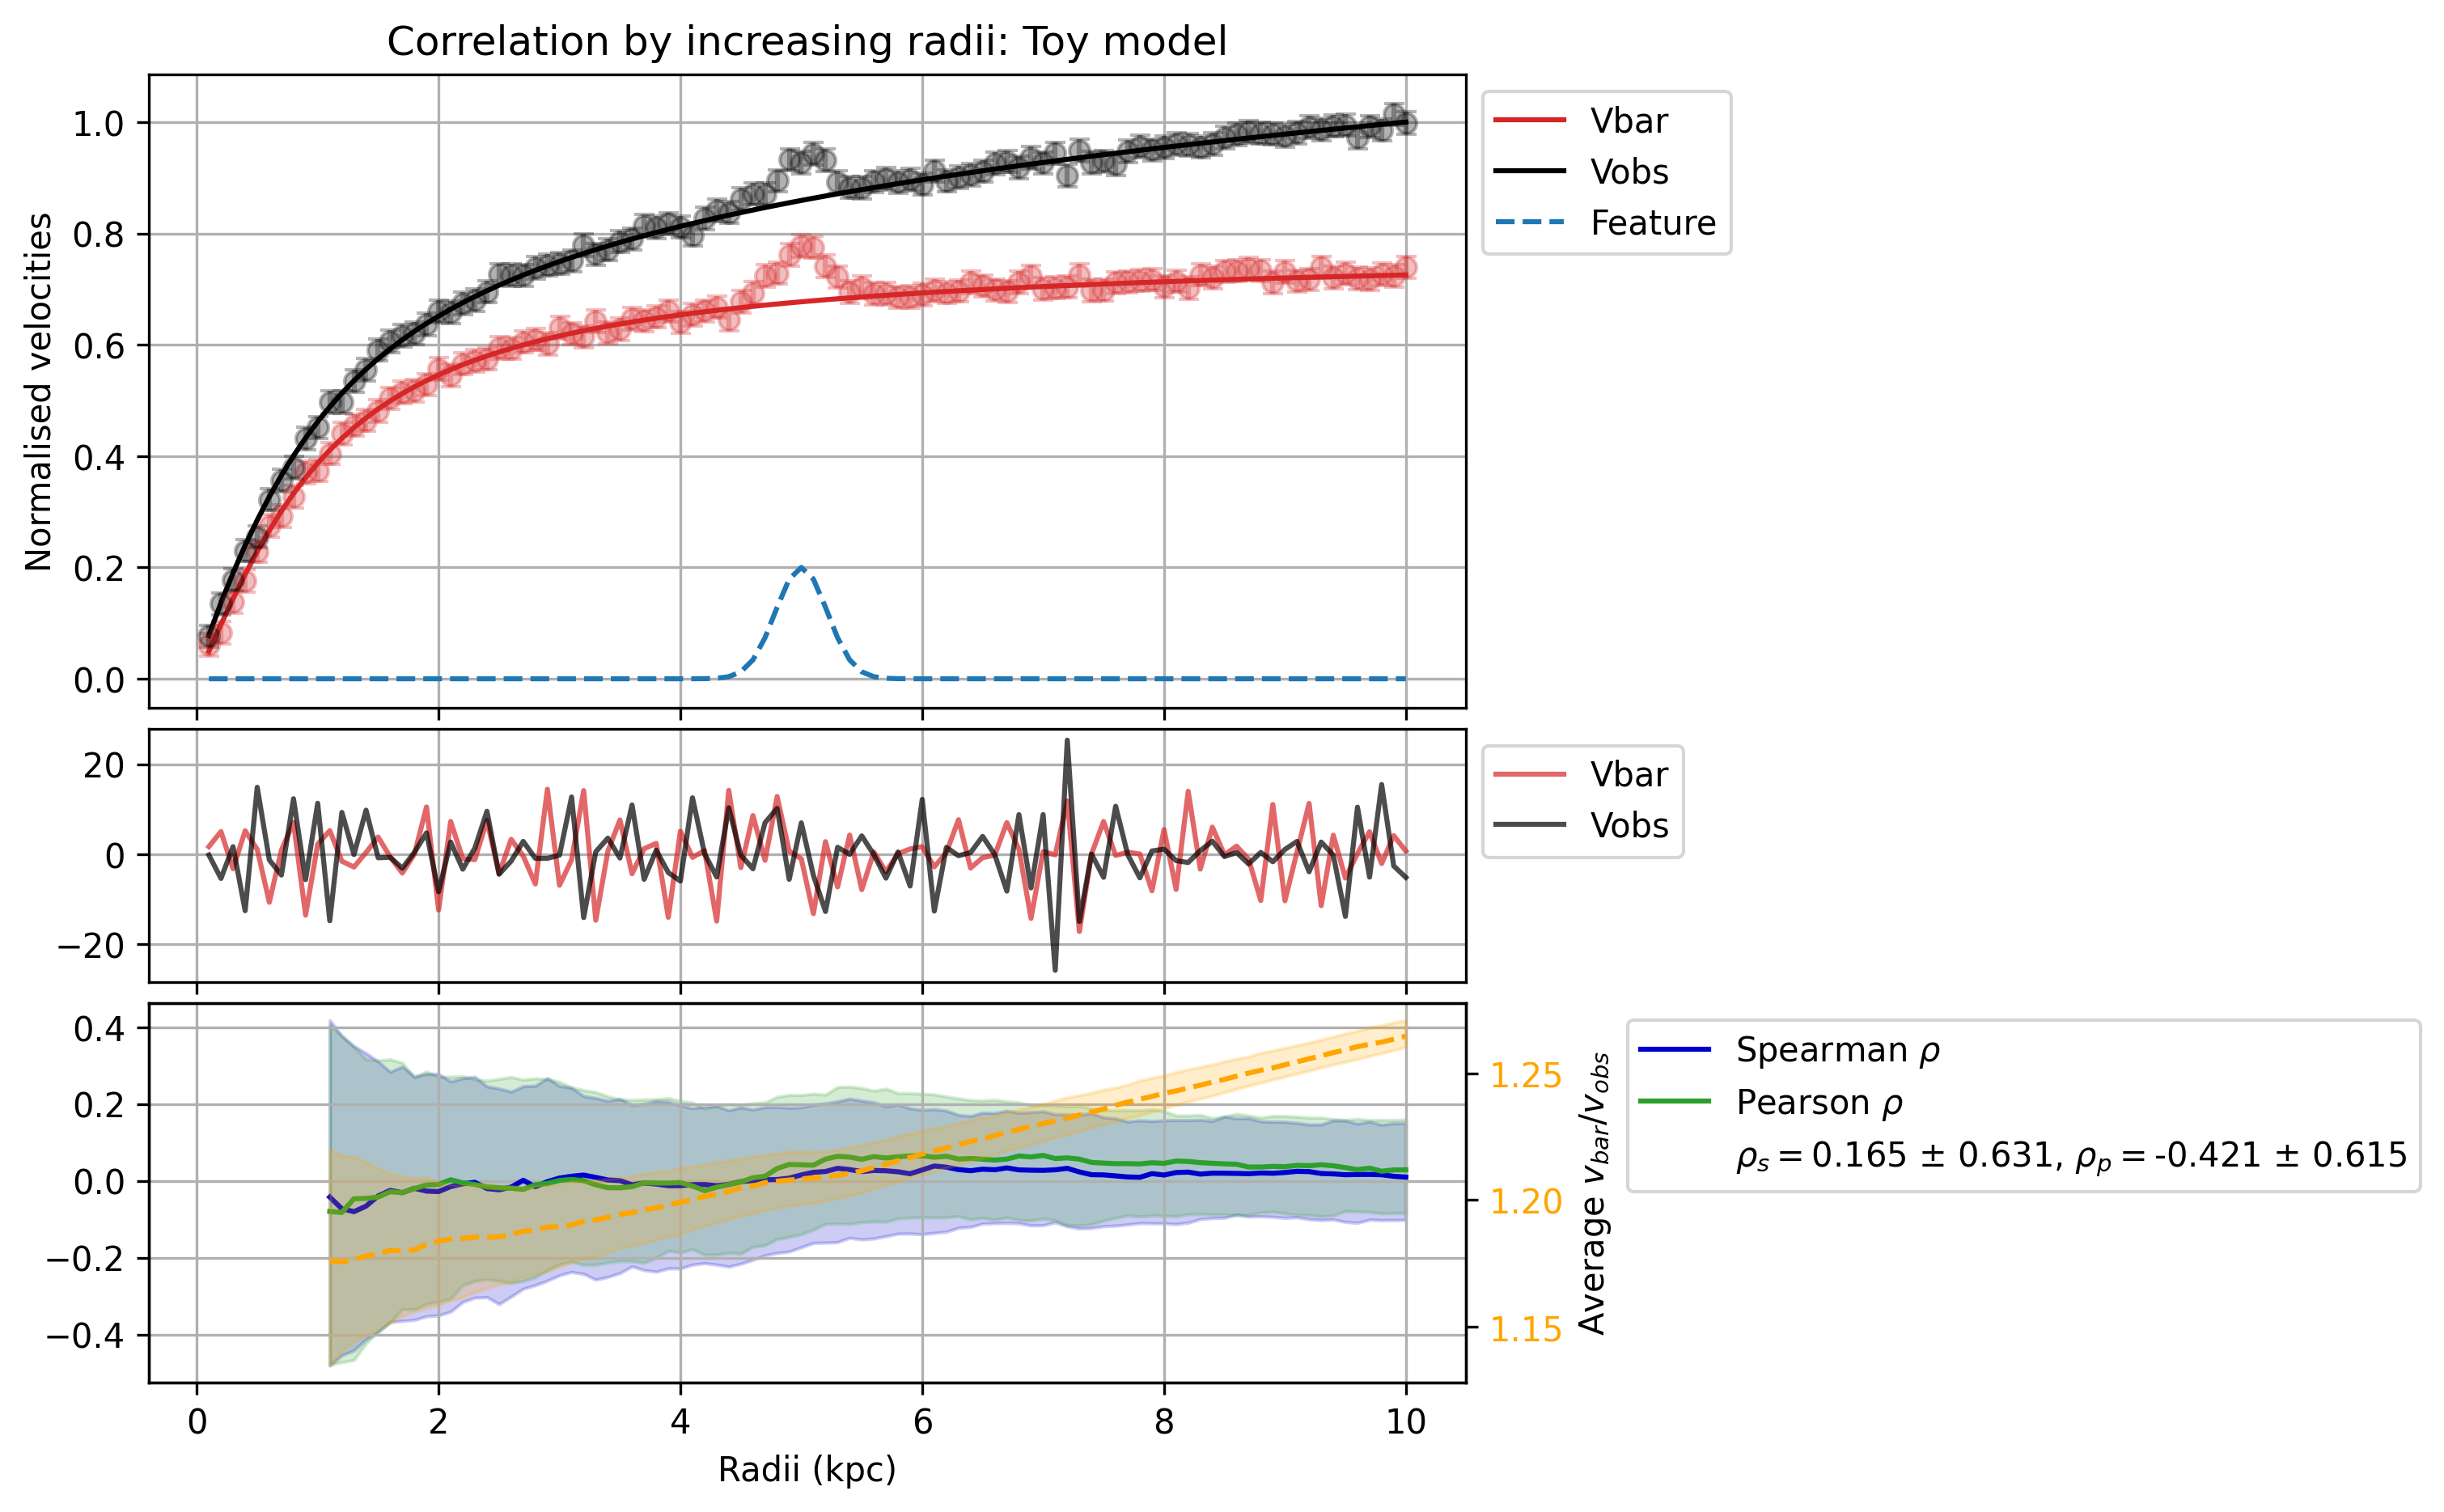 Correlation by increasing radii: Toy model
Normalised velocities
1.0
0.8
0.6
0.4
0.2
0.0
Vbar
Vobs
Feature
20
0
−20
Vbar
Vobs
0.4
0.2
0.0
−0.2
−0.4
1.25
1.20
1.15
Average v_bar/v_obs
Spearman ρ
Pearson ρ
ρ_s = 0.165 ± 0.631, ρ_p = -0.421 ± 0.615
0 2 4 6 8 10
Radii (kpc)